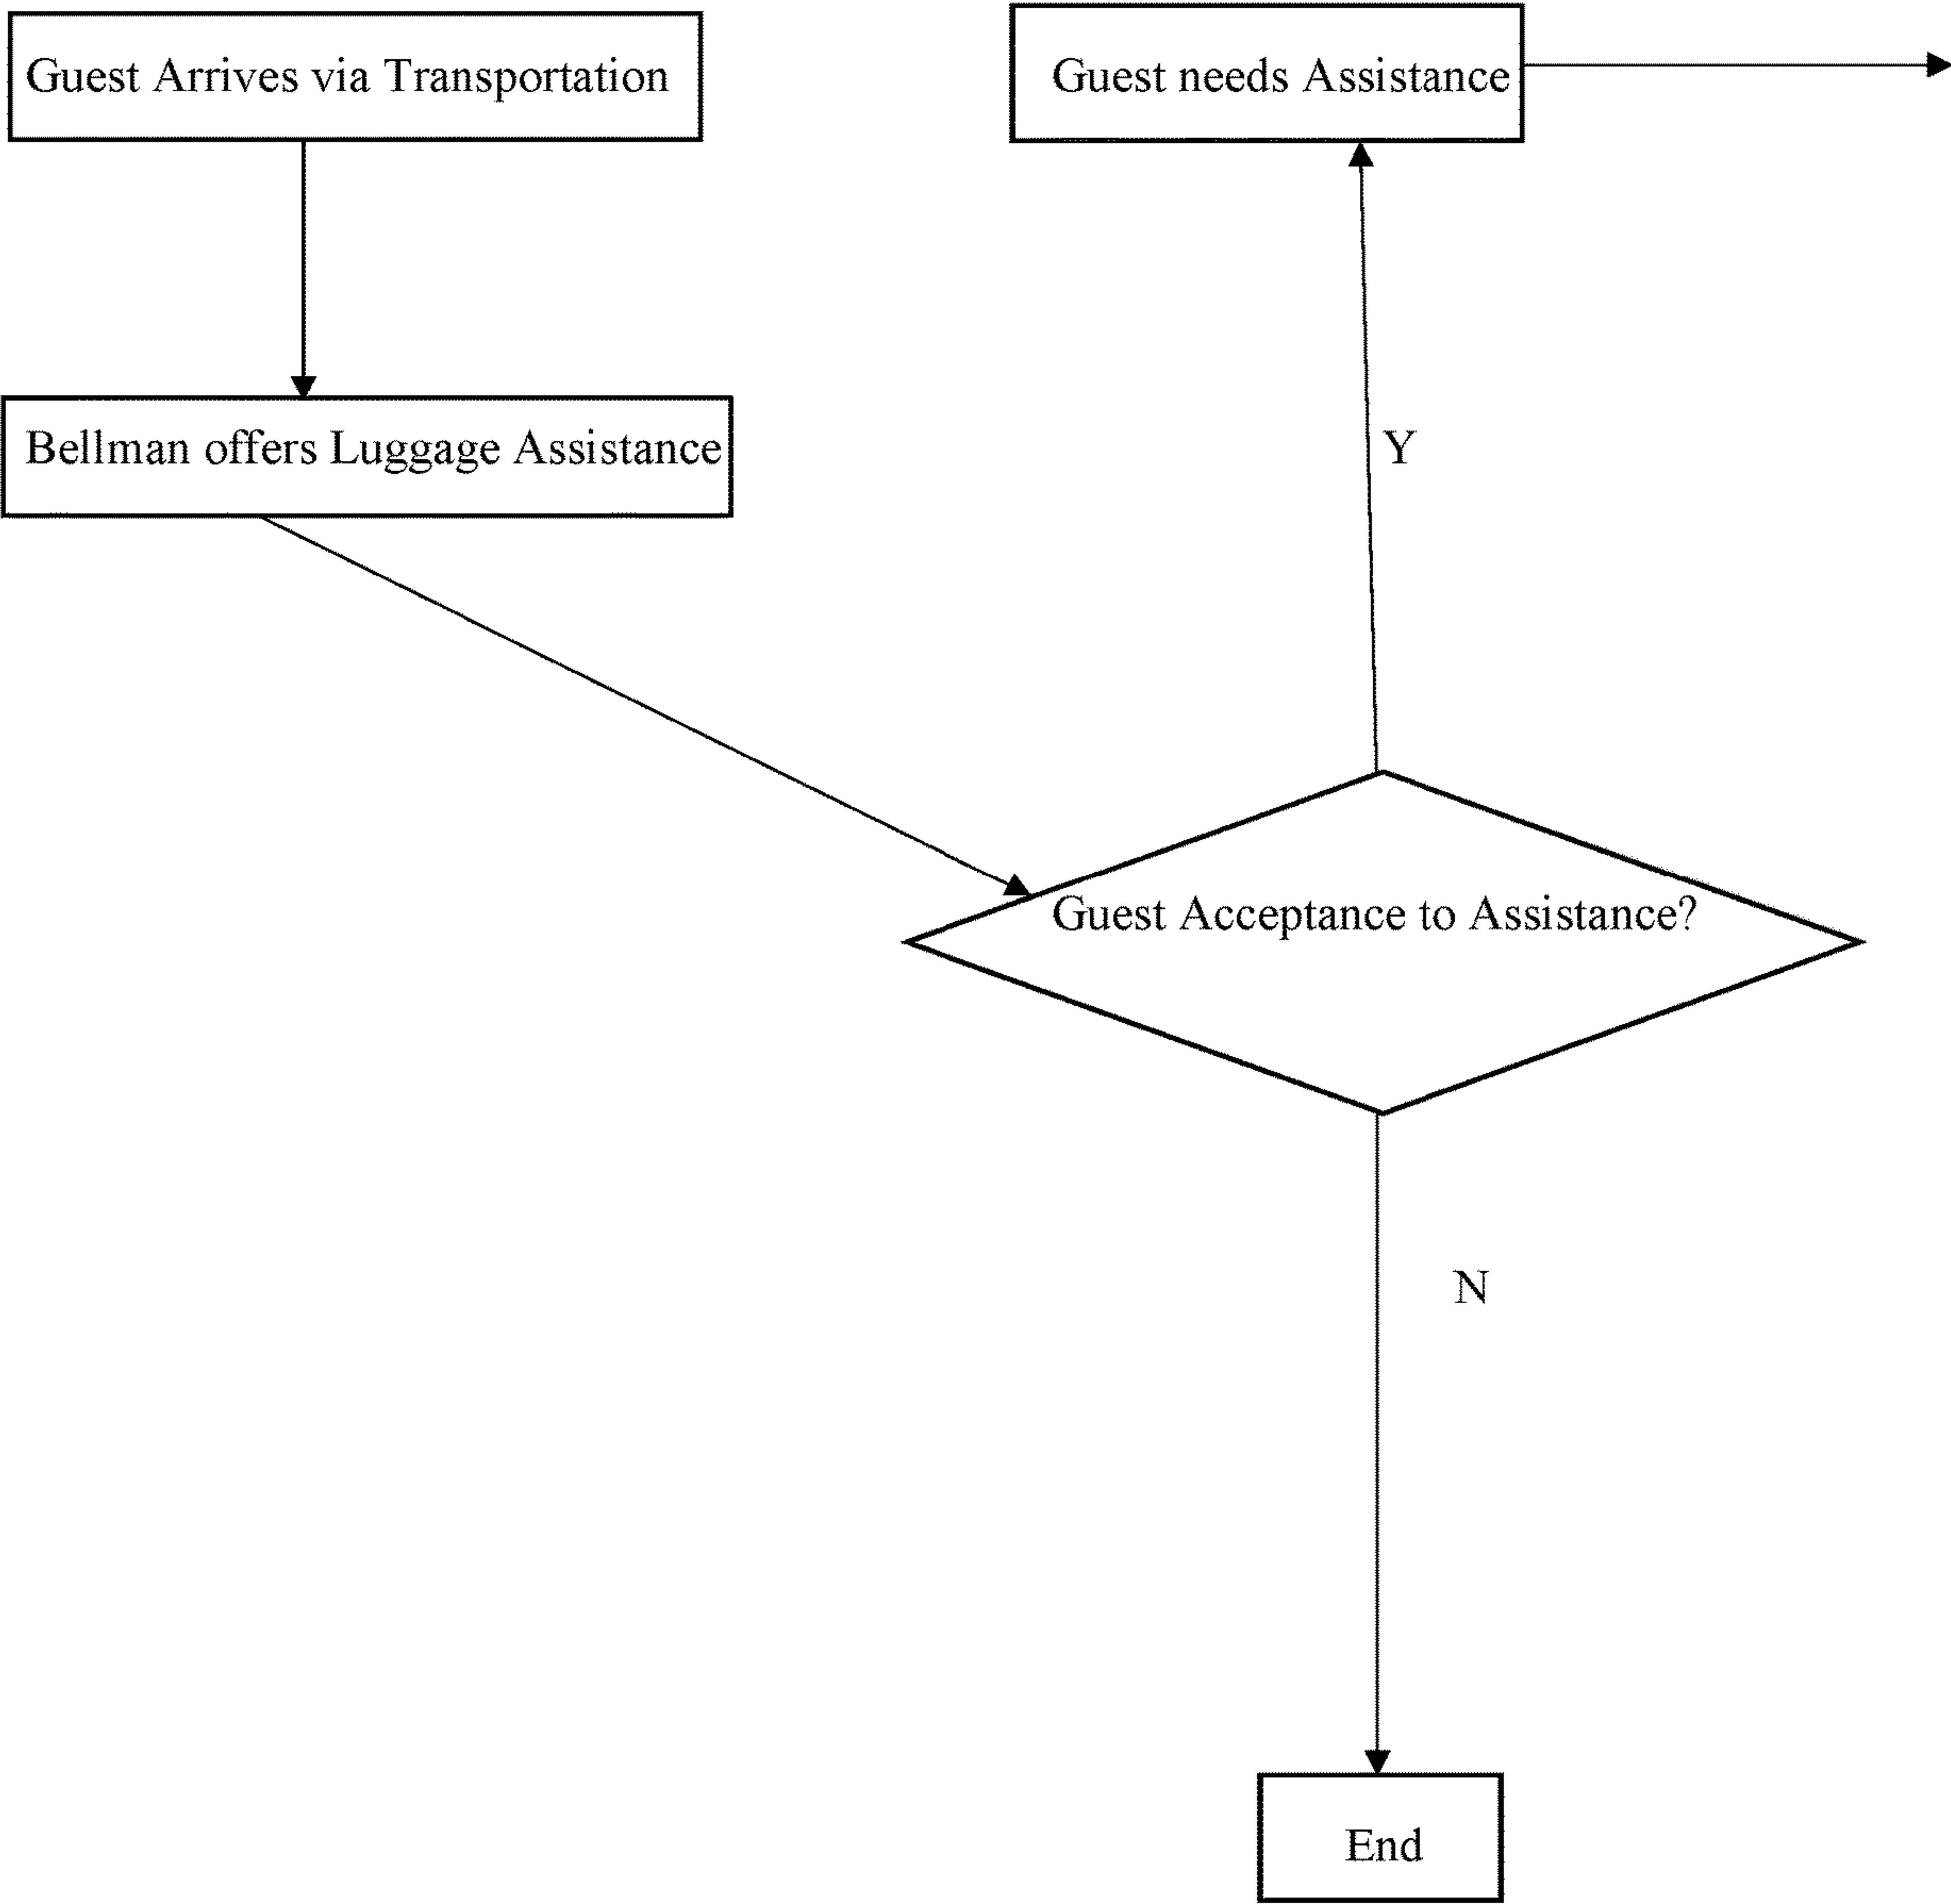 Guest Arrives via Transportation
Guest needs Assistance
Bellman offers Luggage Assistance
Y
Guest Acceptance to Assistance?
N
End